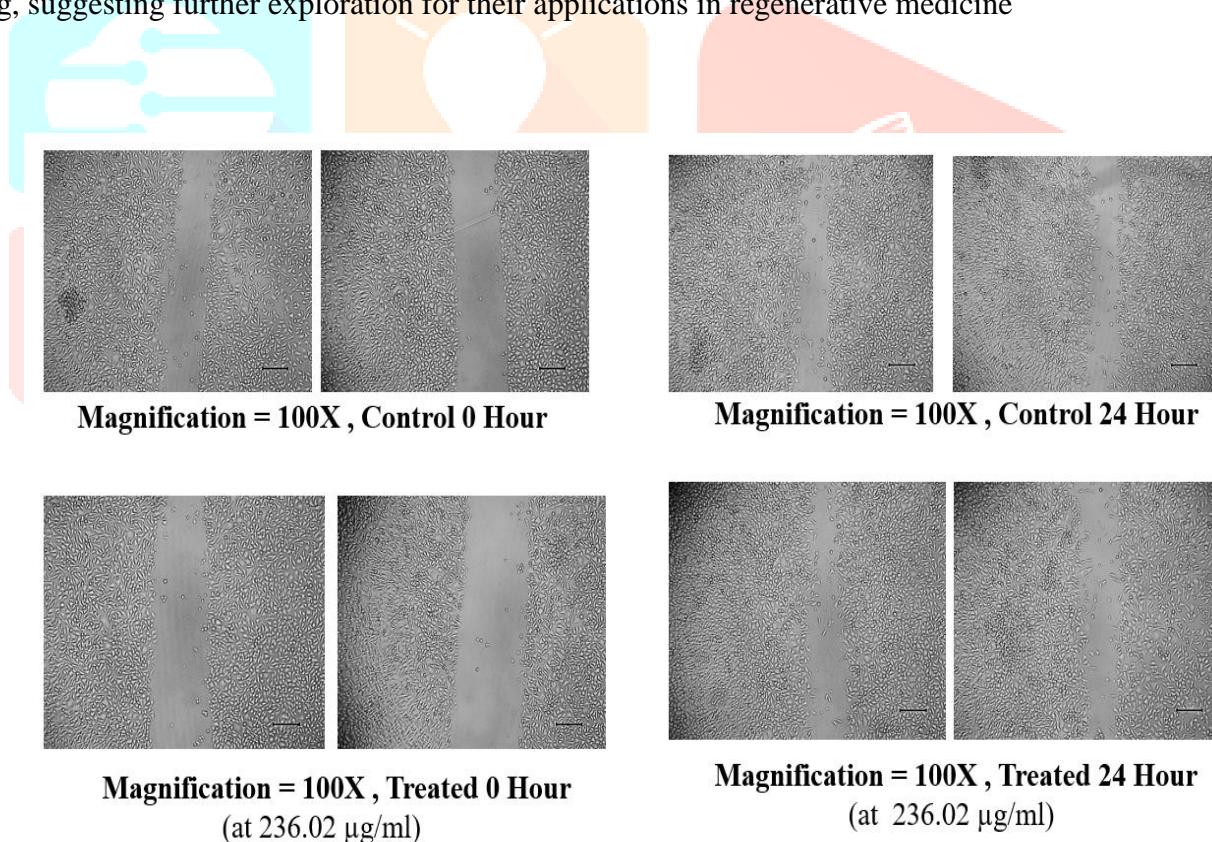 g, suggesting further exploration for their applications in regenerative medicine
Magnification = 100X , Control 0 Hour
Magnification = 100X , Control 24 Hour
Magnification = 100X , Treated 0 Hour
(at 236.02 µg/ml)
Magnification = 100X , Treated 24 Hour
(at 236.02 µg/ml)